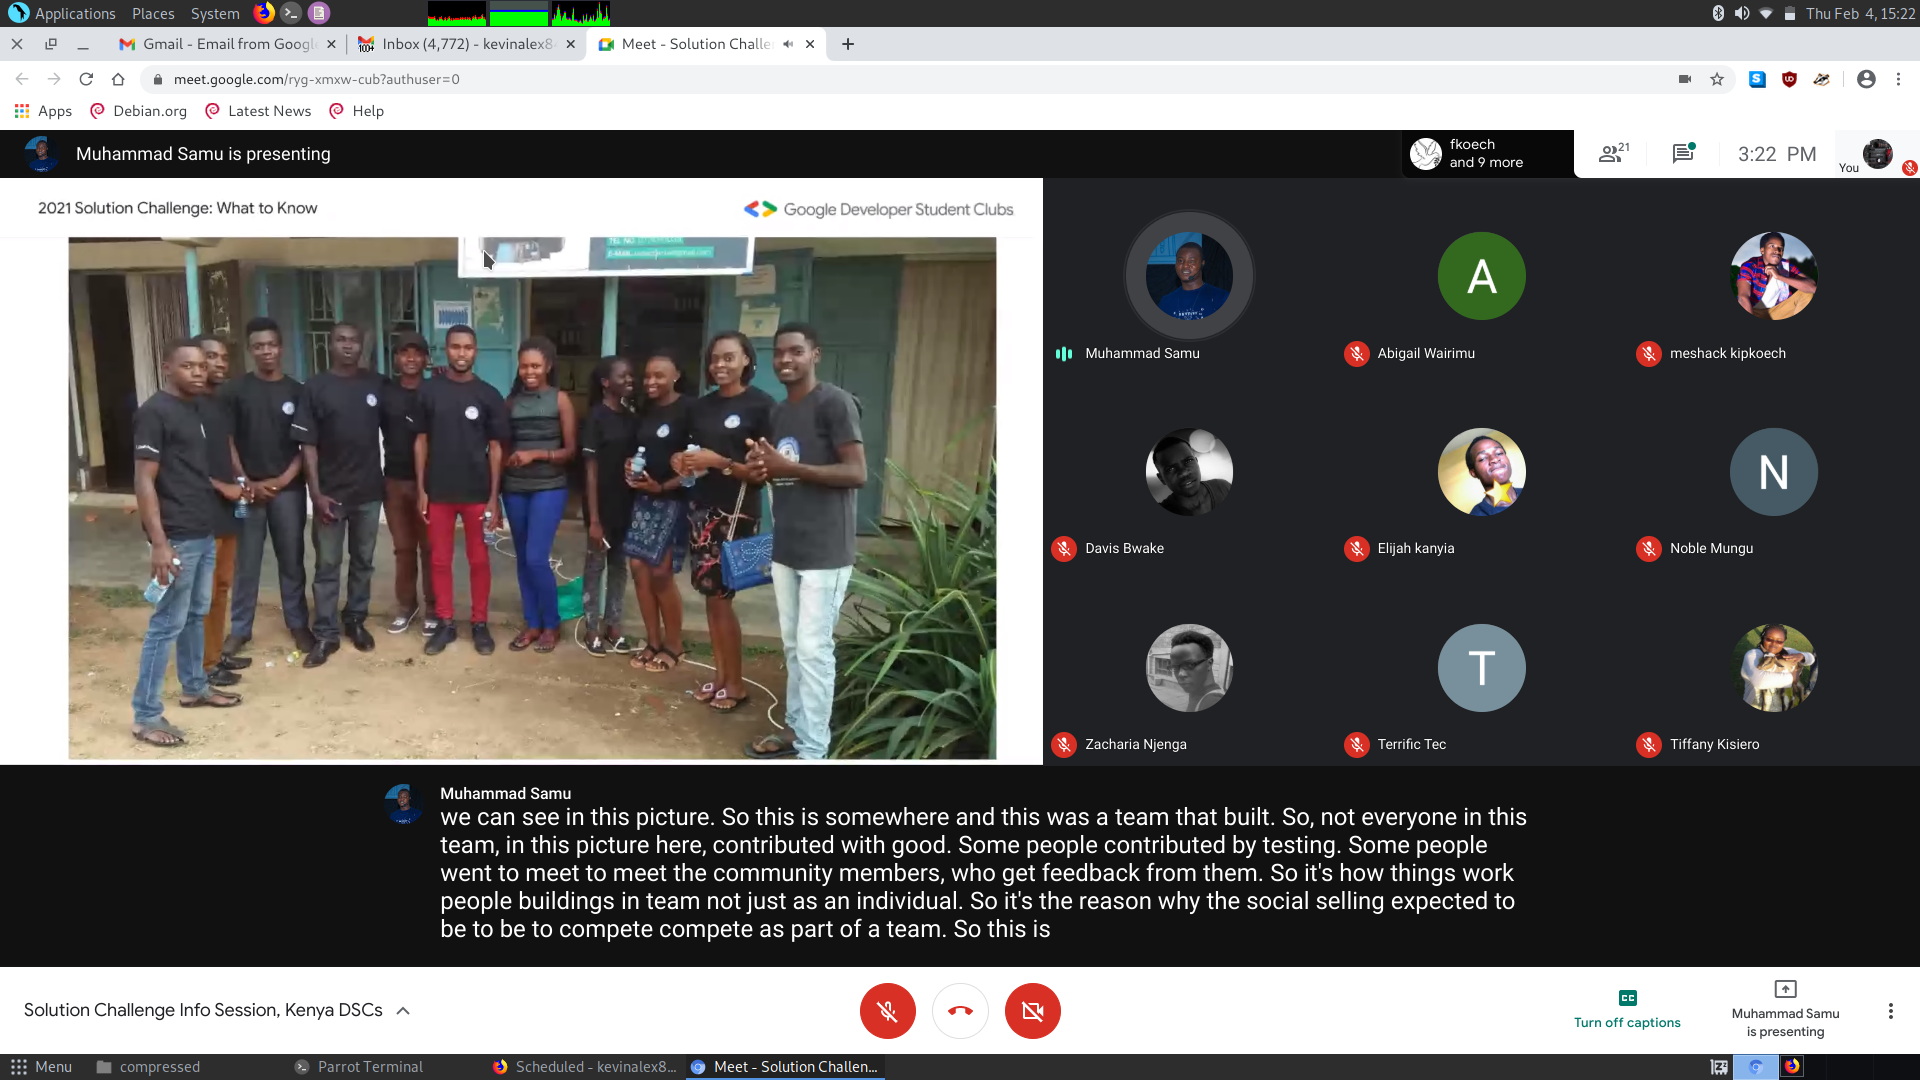 Applications Places System Thu Feb 4, 15:22
Gmail - Email from Googl Inbox (4,772) - kevinalex8 Meet - Solution Challe
meet.google.com/ryg-xmxw-cub?authuser=0
Apps Debian.org Latest News Help
Muhammad Samu is presenting
fkoech
and 9 more
21
3:22 PM
You
2021 Solution Challenge: What to Know
Google Developer Student Clubs
Muhammad Samu
A
Abigail Wairimu
meshack kipkoech
Davis Bwake
Elijah kanyia
N
Noble Mungu
Zacharia Njenga
T
Terrific Tec
Tiffany Kisiero
Muhammad Samu
we can see in this picture. So this is somewhere and this was a team that built. So, not everyone in this
team, in this picture here, contributed with good. Some people contributed by testing. Some people
went to meet to meet the community members, who get feedback from them. So it's how things work
people buildings in team not just as an individual. So it's the reason why the social selling expected to
be to be to compete compete as part of a team. So this is
Solution Challenge Info Session, Kenya DSCs
CC
Turn off captions
Muhammad Samu
is presenting
Menu compressed Parrot Terminal Scheduled - kevinalex8... Meet - Solution Challen...